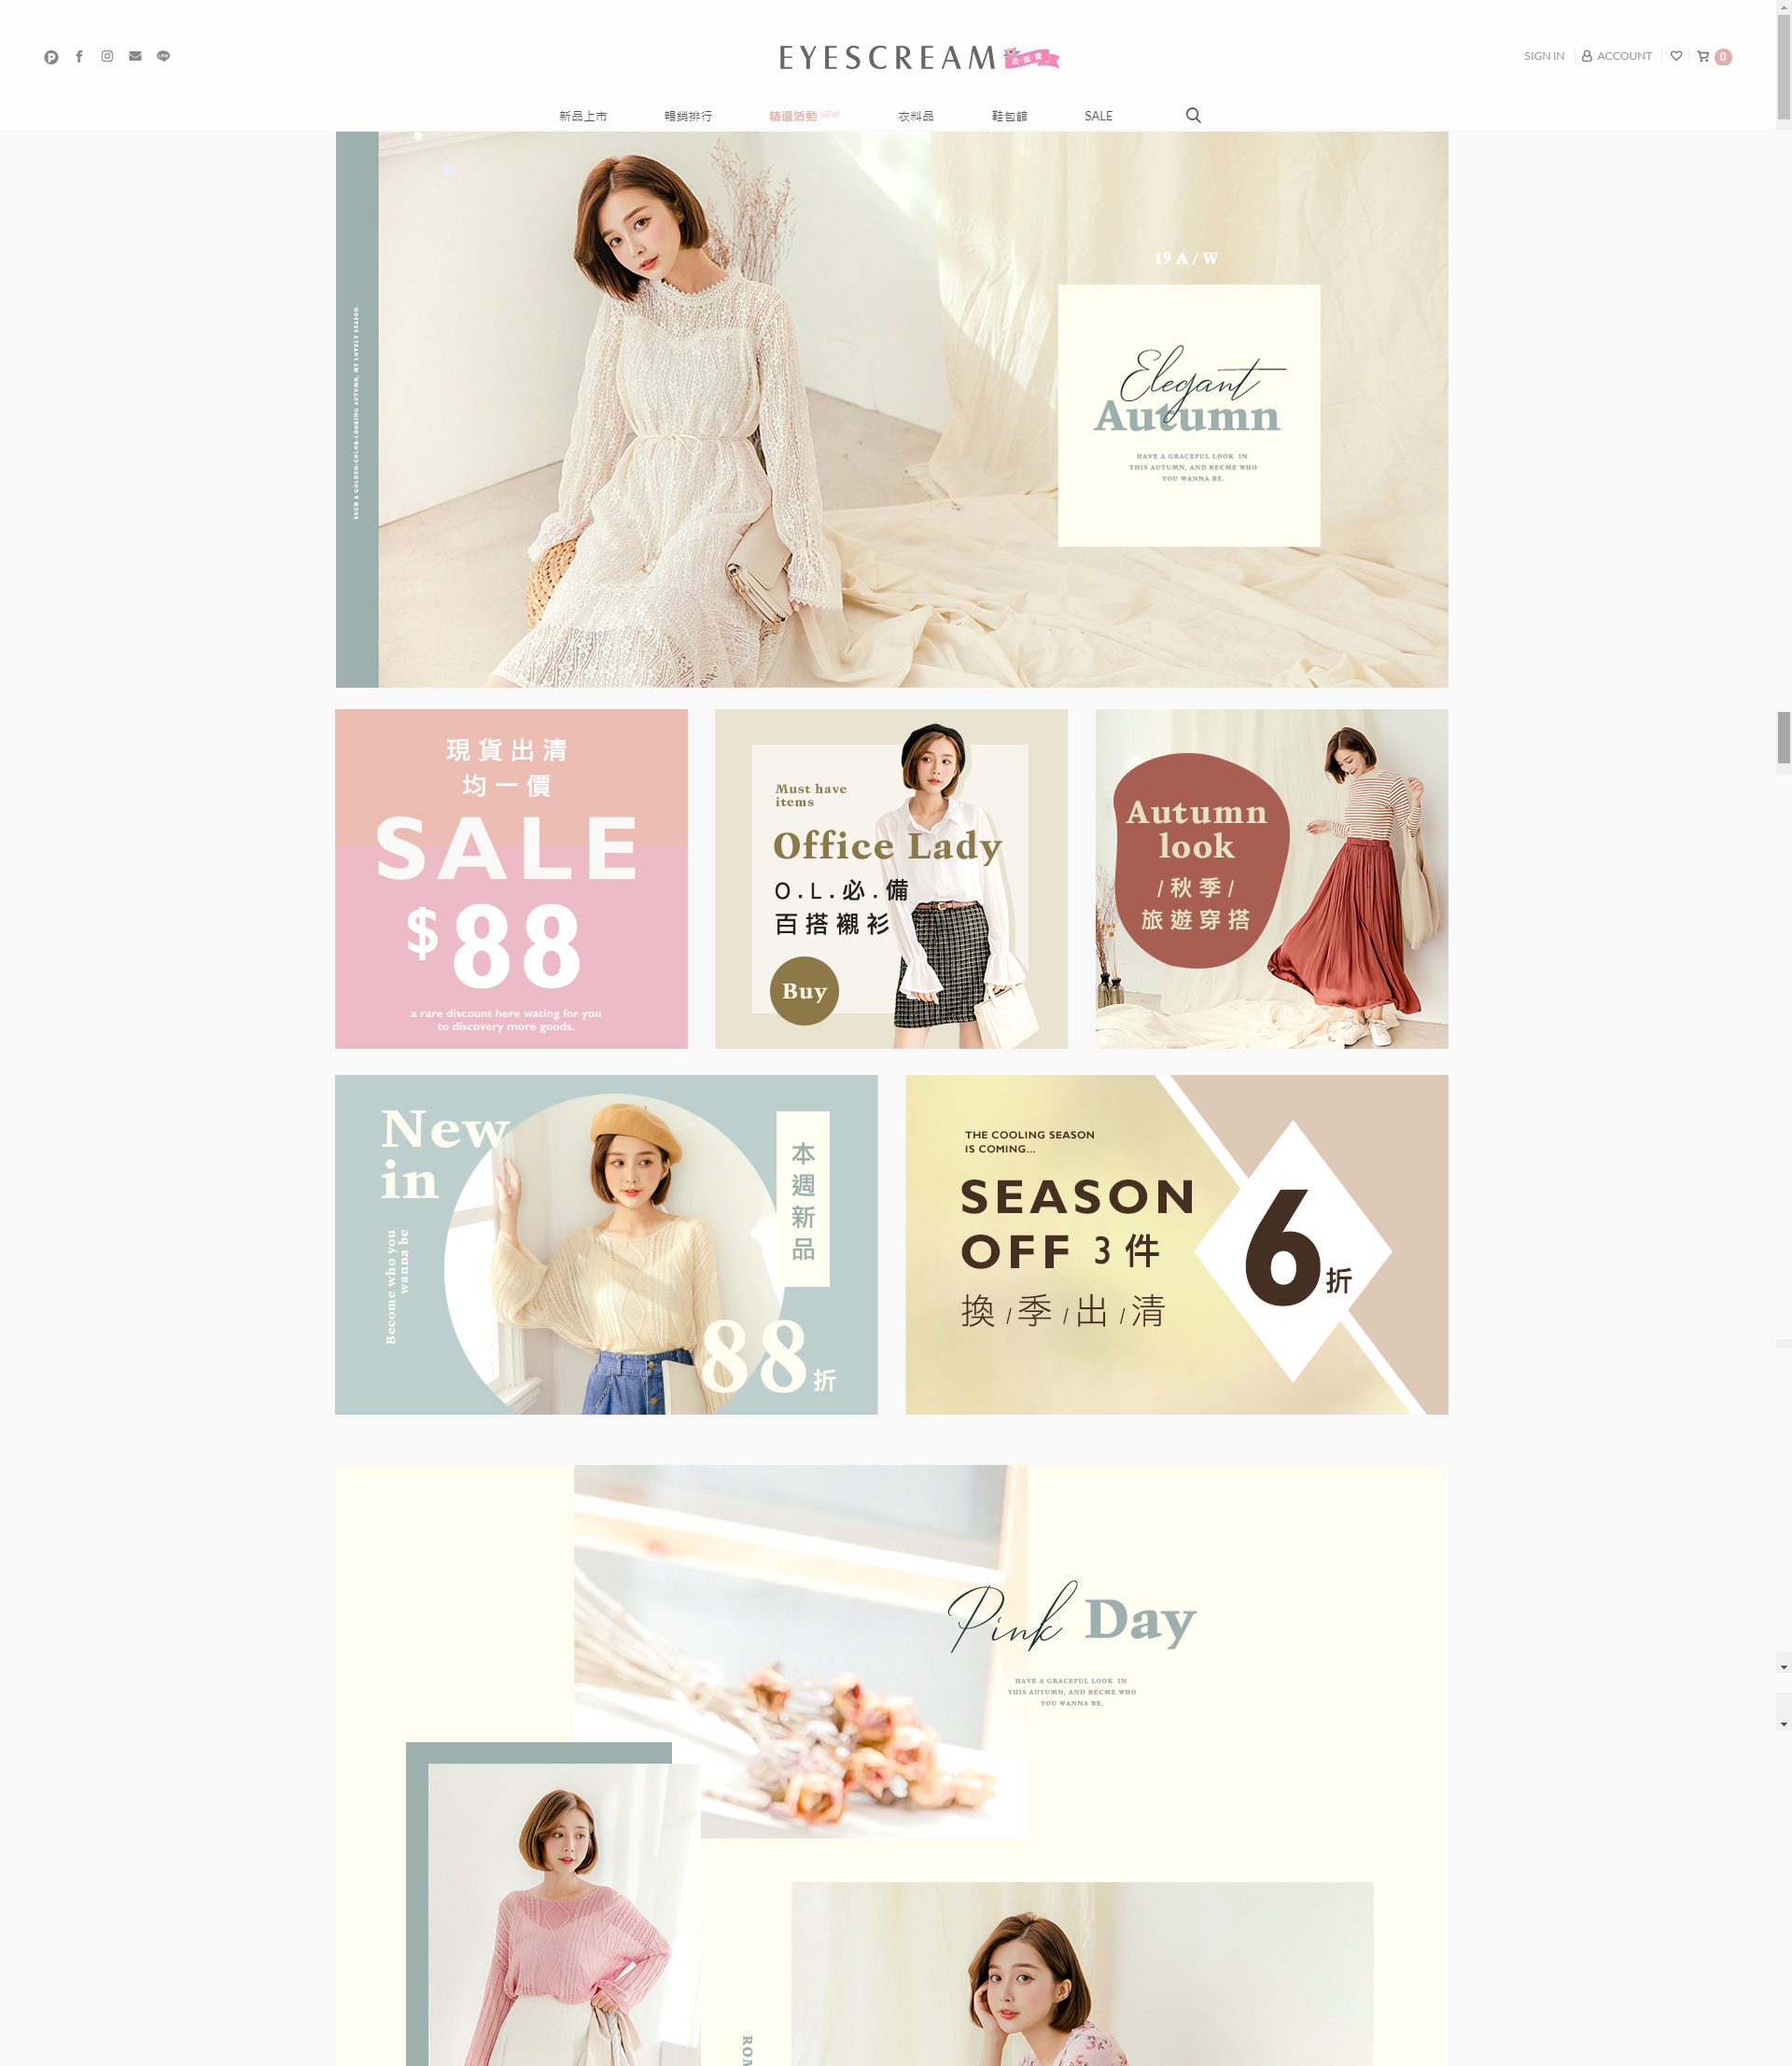 EYESCREAM
SIGN IN
ACCOUNT
0
新品上市
暢銷排行
精選活動 NEW
衣料品
鞋包館
SALE
SUCH A GOLDEN-COLOR-LOOKING AUTUMN, MY LOVELY SEASON.
19 A / W
Elegant
Autumn
HAVE A GRACEFUL LOOK IN
THIS AUTUMN, AND BECME WHO
YOU WANNA BE.
現貨出清
均一價
SALE
$88
a rare discount here wating for you
to discovery more goods.
Must have
items
Office Lady
O.L.必.備
百搭襯衫
Buy
Autumn
look
/秋季/
旅遊穿搭
New
in
Become who you
wanna be
本週新品
88折
THE COOLING SEASON
IS COMING...
SEASON
OFF 3件
換/季/出/清
6折
Pink Day
HAVE A GRACEFUL LOOK IN
THIS AUTUMN, AND BECME WHO
YOU WANNA BE.